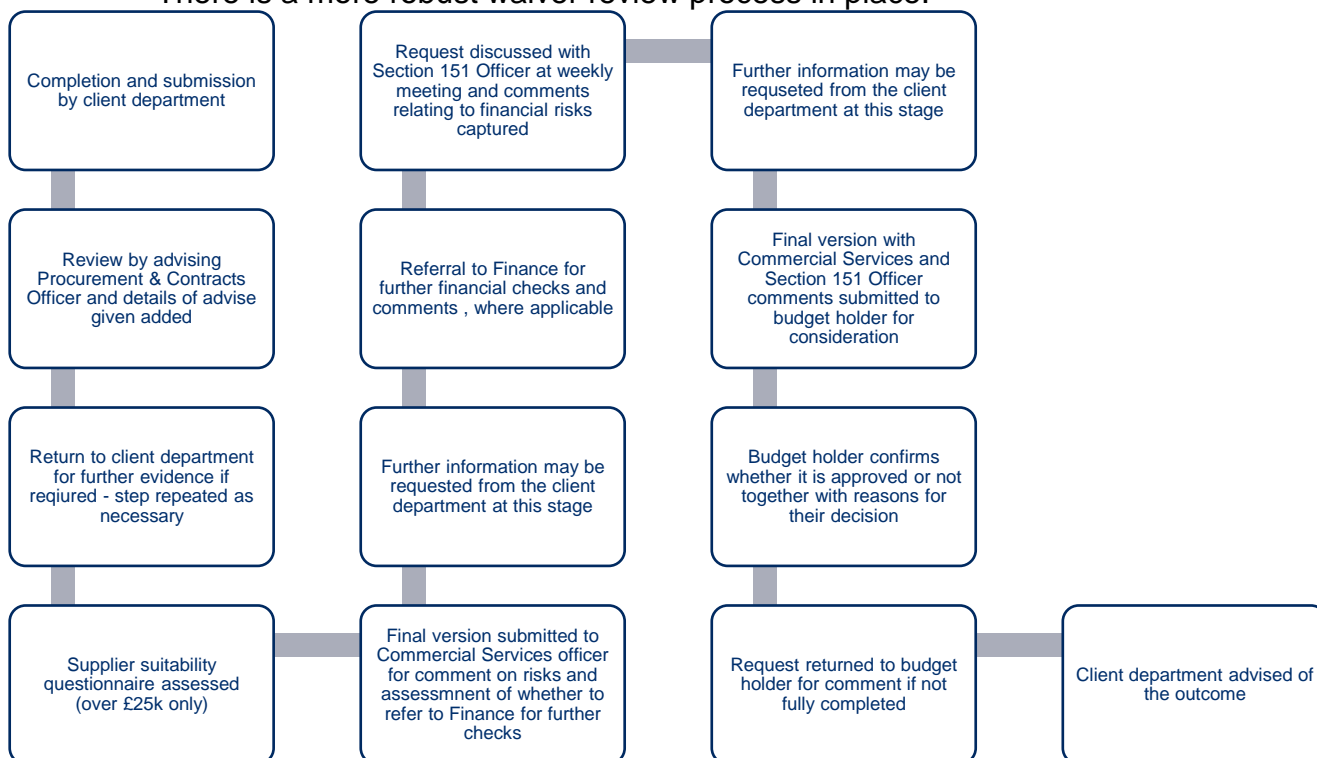 There is a more robust waiver review process in place.
Completion and submission
by client department
Review by advising
Procurement & Contracts
Officer and details of advise
given added
Return to client department
for further evidence if
reqiured - step repeated as
necessary
Supplier suitability
questionnaire assessed
(over £25k only)
Final version submitted to
Commercial Services officer
for comment on risks and
assessmnent of whether to
refer to Finance for further
checks
Further information may be
requested from the client
department at this stage
Referral to Finance for
further financial checks and
comments , where applicable
Request discussed with
Section 151 Officer at weekly
meeting and comments
relating to financial risks
captured
Further information may be
requseted from the client
department at this stage
Final version with
Commercial Services and
Section 151 Officer
comments submitted to
budget holder for
consideration
Budget holder confirms
whether it is approved or not
together with reasons for
their decision
Request returned to budget
holder for comment if not
fully completed
Client department advised of
the outcome